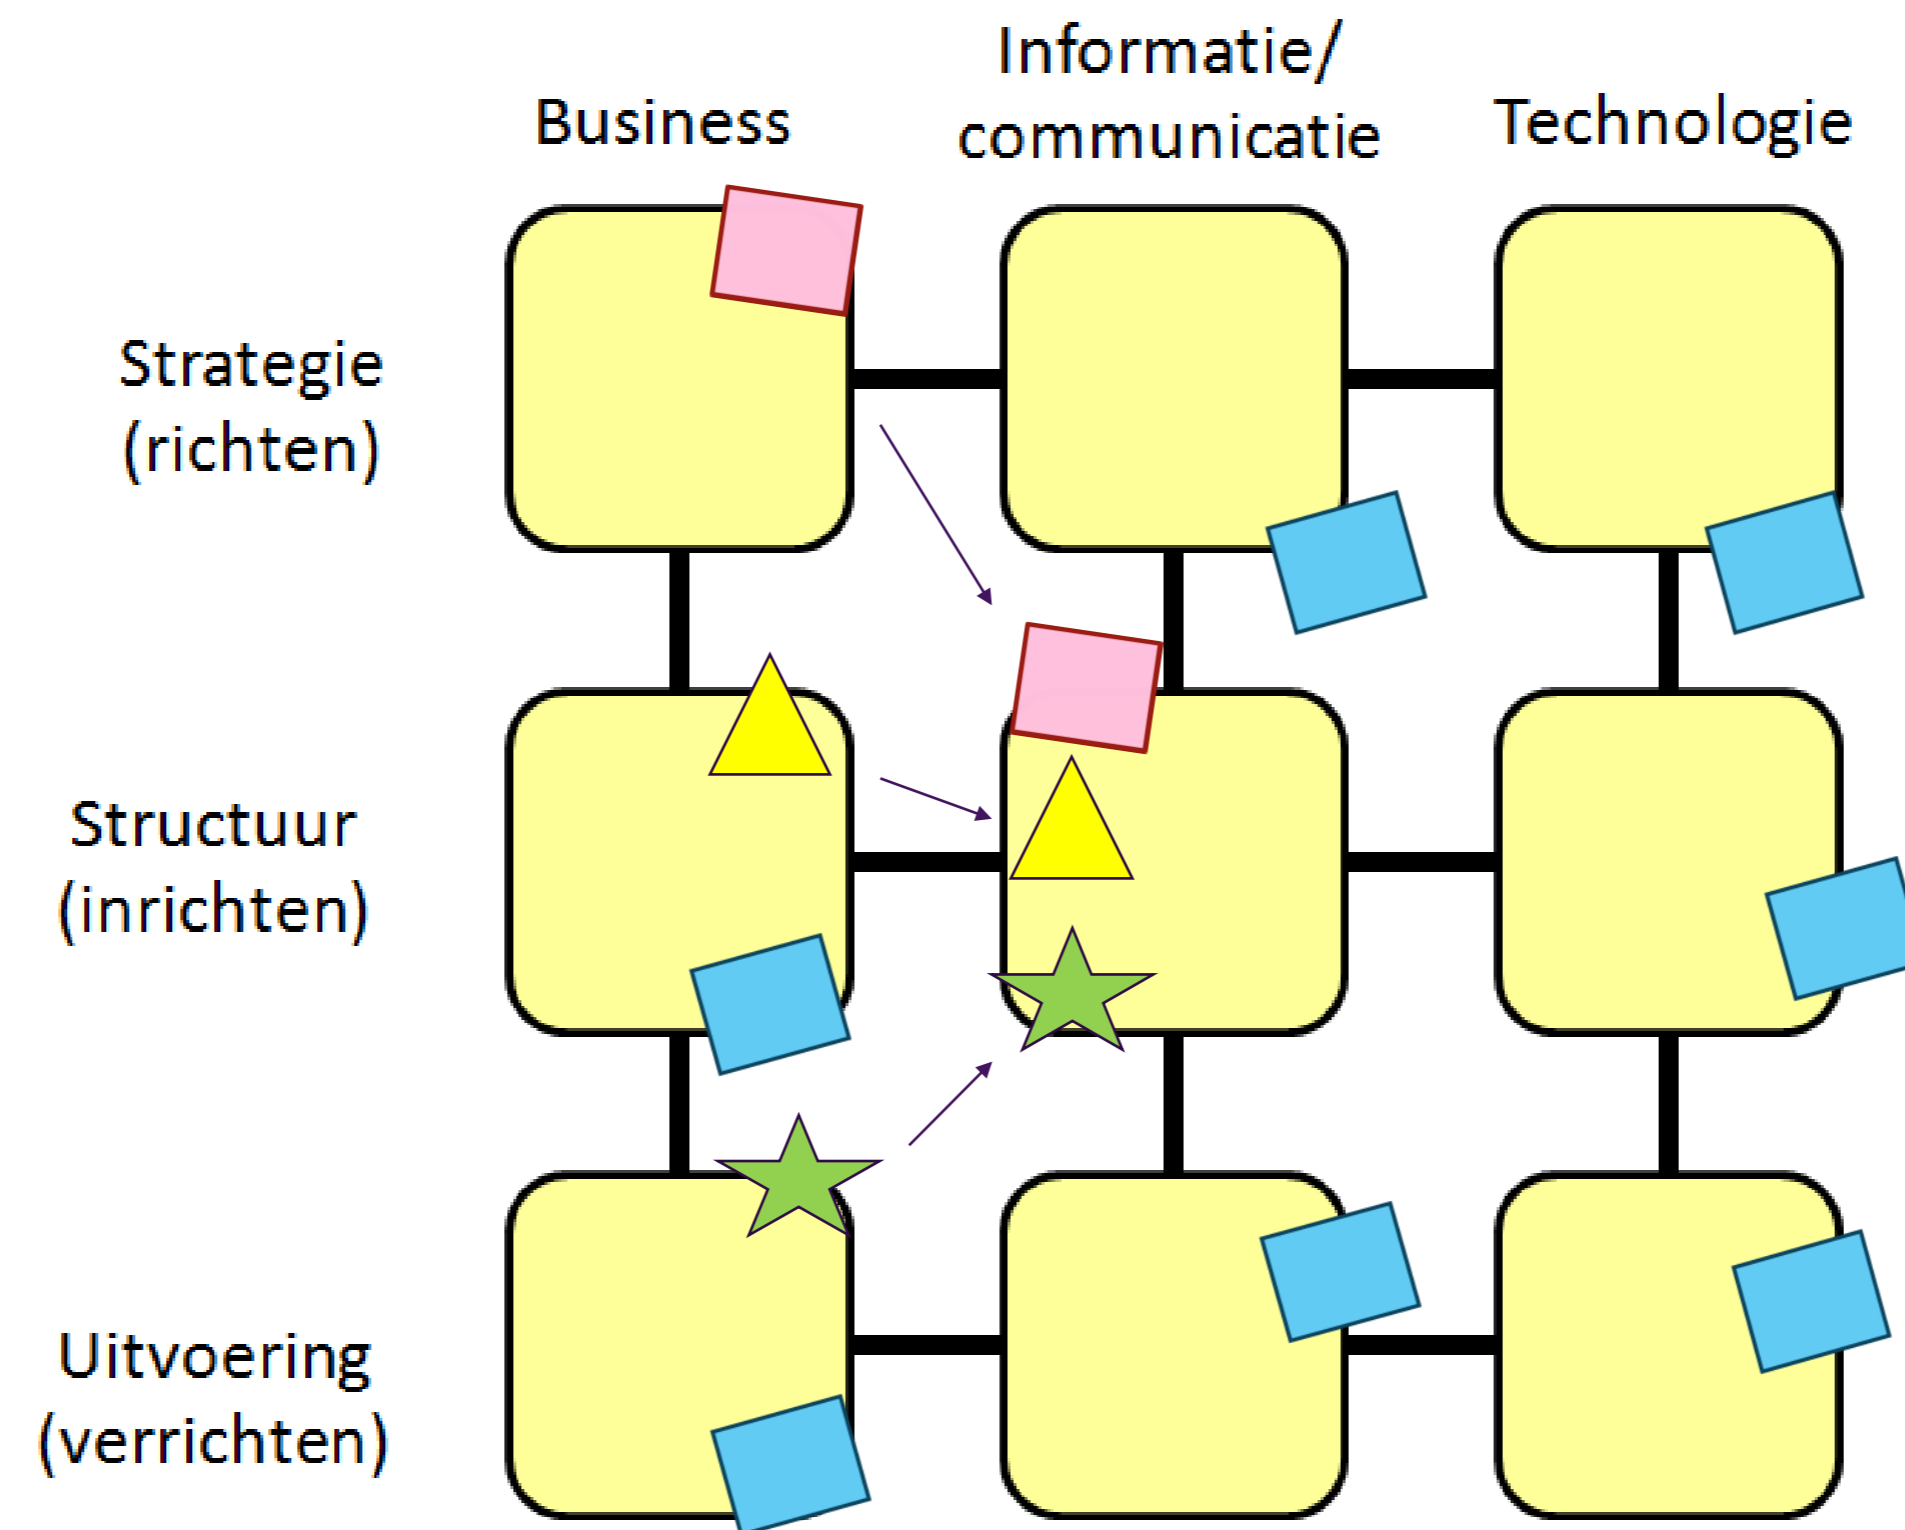 Business
Informatie/
communicatie
Technologie
Strategie
(richten)
Structuur
(inrichten)
Uitvoering
(verrichten)